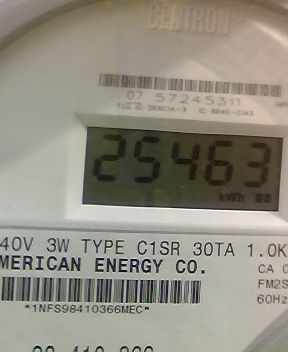 CENTRON
07 57245311
25463
kWh
40V 3W TYPE C1SR 30TA 1.0K
MERICAN ENERGY CO.
CA 0
FM2S
60Hz
*1NFS98410366MEC*